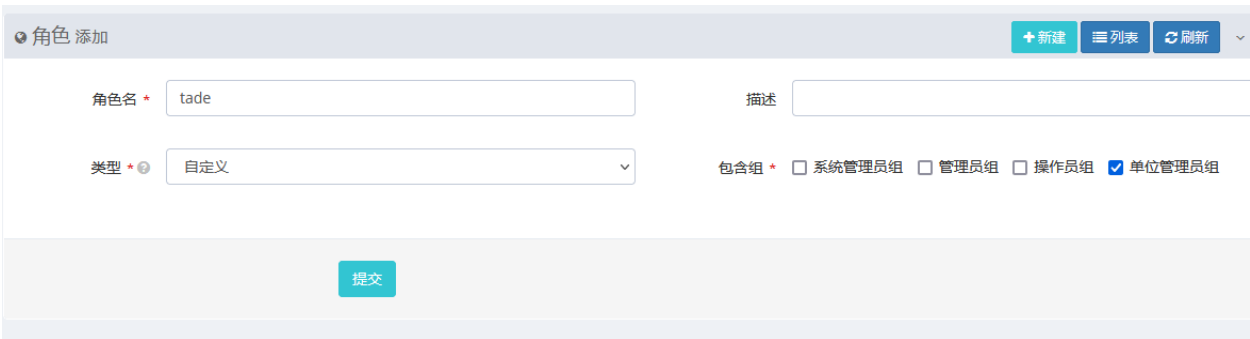 角色 添加 新建 列表 刷新
角色名 * tade 描述
类型 * 自定义 包含组 * 系统管理员组 管理员组 操作员组 单位管理员组
提交